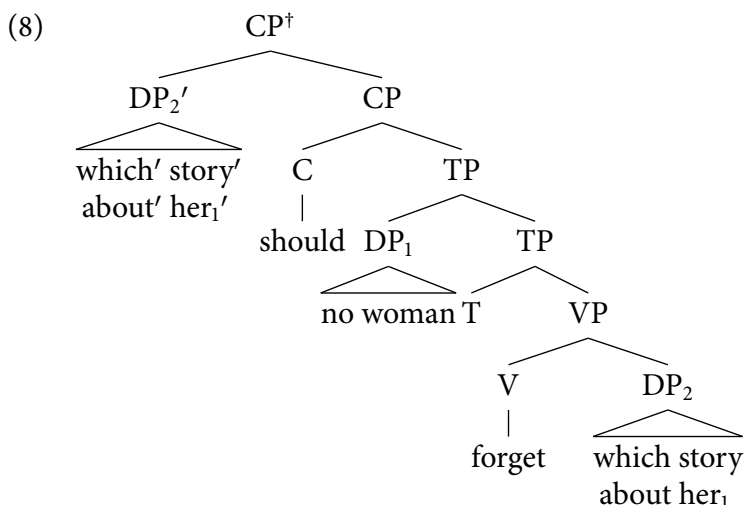 (8) CP†
DP₂′ CP
which′ story′ C TP
about′ her₁′
should DP₁ TP
no woman T VP
V DP₂
forget which story
about her₁